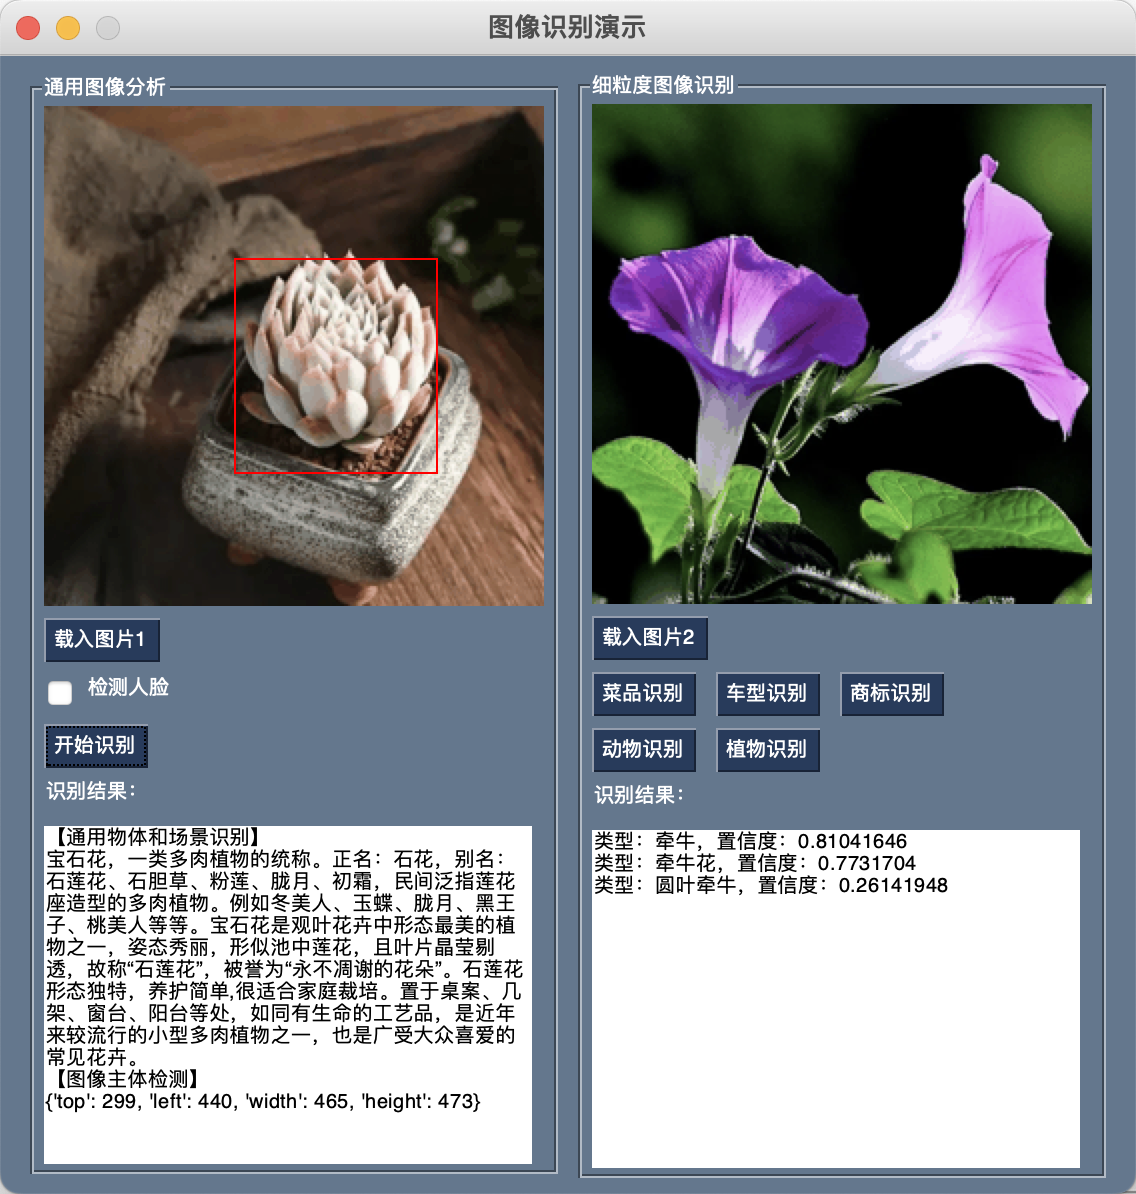 图像识别演示
通用图像分析
载入图片1
检测人脸
开始识别
识别结果：
【通用物体和场景识别】
宝石花，一类多肉植物的统称。正名：石花，别名：
石莲花、石胆草、粉莲、胧月、初霜，民间泛指莲花
座造型的多肉植物。例如冬美人、玉蝶、胧月、黑王
子、桃美人等等。宝石花是观叶花卉中形态最美的植
物之一，姿态秀丽，形似池中莲花，且叶片晶莹剔
透，故称“石莲花”，被誉为“永不凋谢的花朵”。石莲花
形态独特，养护简单,很适合家庭栽培。置于桌案、几
架、窗台、阳台等处，如同有生命的工艺品，是近年
来较流行的小型多肉植物之一，也是广受大众喜爱的
常见花卉。
【图像主体检测】
{'top': 299, 'left': 440, 'width': 465, 'height': 473}
细粒度图像识别
载入图片2
菜品识别 车型识别 商标识别
动物识别 植物识别
识别结果：
类型：牵牛，置信度：0.81041646
类型：牵牛花，置信度：0.7731704
类型：圆叶牵牛，置信度：0.26141948